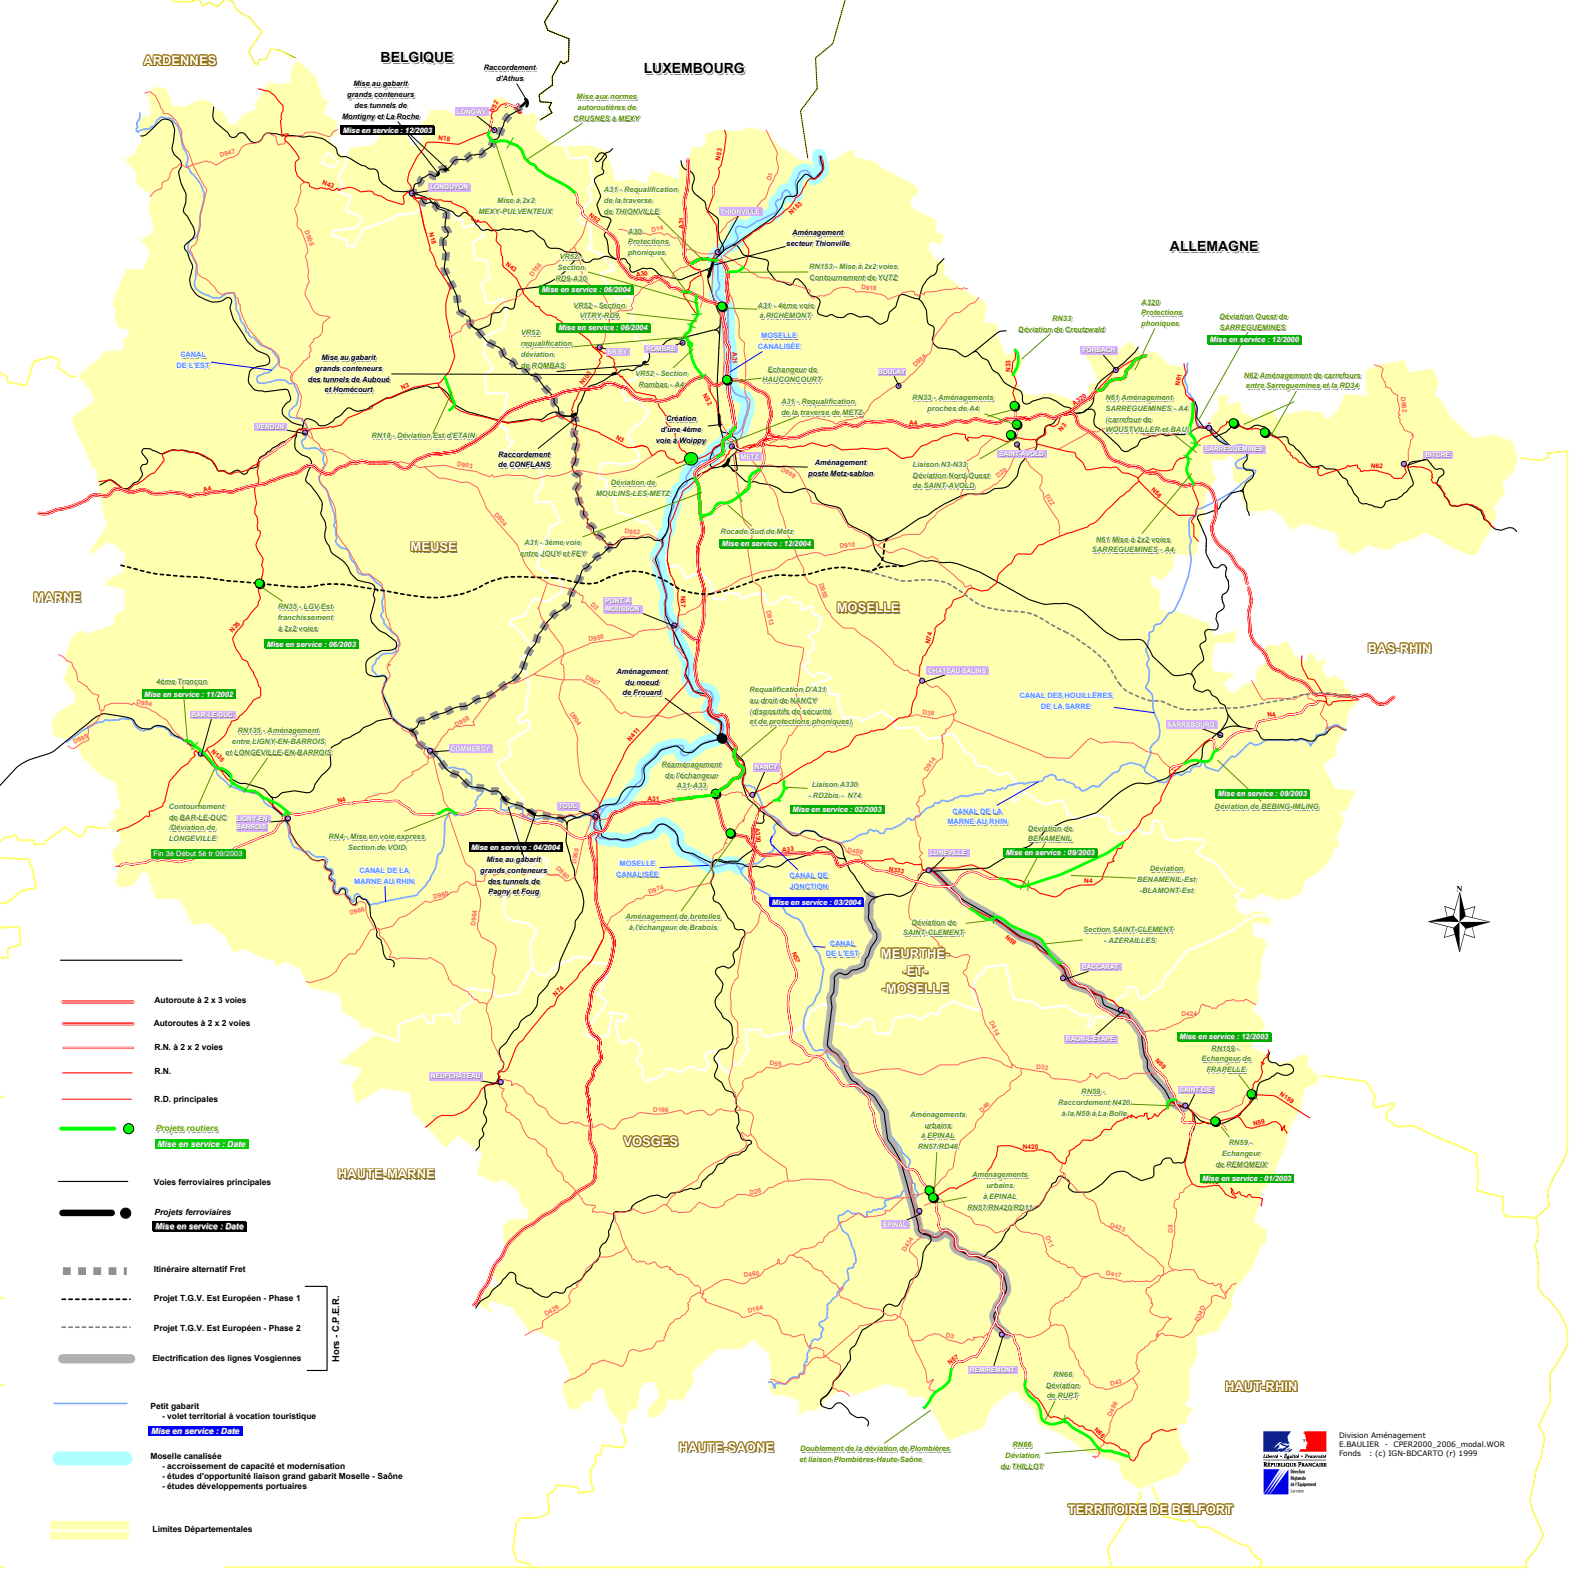 ARDENNES
BELGIQUE
LUXEMBOURG
ALLEMAGNE
MARNE
MEUSE
MOSELLE
BAS-RHIN
MEURTHE-
-ET-
-MOSELLE
VOSGES
HAUTE-MARNE
HAUTE-SAONE
HAUT-RHIN
TERRITOIRE DE BELFORT
Raccordement
d'Athus
Mise au gabarit
grands conteneurs
des tunnels de
Montigny et La Roche
Mise en service : 12/2003
Mise aux normes
autoroutières de
CRUSNES à MEXY
LONGWY
LONGUYON
Mise à 2x2
MEXY-PULVENTEUX
A31 - Requalification
de la traverse
de THIONVILLE
A30
Protections
phoniques
THIONVILLE
Aménagement
secteur Thionville
RN153 - Mise à 2x2 voies
Contournement de YUTZ
VR52
Section
RD9-A30
Mise en service : 06/2004
VR52 - Section
VITRY-RD9
Mise en service : 06/2004
VR52
requalification
déviation
de ROMBAS
BRIEY
ROMBAS
VR52 - Section
Rombas - A4
A31 - 4ème voie
à RICHEMONT
MOSELLE
CANALISÉE
Echangeur de
HAUCONCOURT
A31 - Requalification
de la traverse de METZ
CANAL
DE L'EST
Mise au gabarit
grands conteneurs
des tunnels de Auboué
et Homécourt
VERDUN
RN18 - Déviation Est d'ETAIN
Raccordement
de CONFLANS
Création
d'une 4ème
voie à Woippy
METZ
Aménagement
poste Metz-sablon
Déviation de
MOULINS-LES-METZ
A31 - 3ème voie
entre JOUY et FEY
Rocade Sud de Metz
Mise en service : 12/2004
BOULAY
RN33
Déviation de Creutzwald
RN33 - Aménagements
proches de A4
Liaison N3-N33
Déviation Nord-Ouest
de SAINT-AVOLD
SAINT-AVOLD
FORBACH
A320
Protections
phoniques
Déviation Ouest de
SARREGUEMINES
Mise en service : 12/2000
N62 Aménagement de carrefours
entre Sarreguemines et la RD34
N61 Aménagement
SARREGUEMINES - A4
(carrefour de
WOUSTVILLER et BAU)
SARREGUEMINES
BITCHE
N61 Mise à 2x2 voies
SARREGUEMINES - A4
RN35 - LGV Est
franchissement
à 2x2 voies
Mise en service : 06/2003
PONT-A
-MOUSSON
Aménagement
du noeud
de Frouard
Requalification D'A31
au droit de NANCY
(dispositifs de sécurité
et de protections phoniques)
CHATEAU-SALINS
CANAL DES HOUILLÈRES
DE LA SARRE
SARREBOURG
4ème Tronçon
Mise en service : 11/2002
BAR-LE-DUC
RN135 - Aménagement
entre LIGNY-EN-BARROIS
et LONGEVILLE-EN-BARROIS
COMMERCY
Contournement
de BAR-LE-DUC
Déviation de
LONGEVILLE
Fin 3è Début 5è tr 09/2003
LIGNY-EN-
BARROIS
RN4 - Mise en voie express
Section de VOID
CANAL DE LA
MARNE AU RHIN
TOUL
Mise en service : 04/2004
Mise au gabarit
grands conteneurs
des tunnels de
Pagny et Foug
Réaménagement
de l'échangeur
A31-A33
NANCY
Liaison A330
- RD2bis - N74
Mise en service : 02/2003
MOSELLE
CANALISÉE
Aménagement de bretelles
à l'échangeur de Brabois
CANAL DE
JONCTION
Mise en service : 03/2004
CANAL
DE L'EST
CANAL DE LA
MARNE AU RHIN
LUNEVILLE
Déviation de
BENAMENIL
Mise en service : 09/2003
Mise en service : 09/2003
Déviation de BEBING-IMLING
Déviation
BENAMENIL-Est
-BLAMONT-Est
Déviation de
SAINT-CLEMENT
Section SAINT-CLEMENT
- AZERAILLES
BACCARAT
RAON-L'ETAPE
Mise en service : 12/2003
RN159 -
Echangeur de
FRAPELLE
SAINT-DIE
RN59 -
Raccordement N420
à la N59 à La Bolle
RN59 -
Echangeur
de REMOMEIX
Mise en service : 01/2003
NEUFCHATEAU
Aménagements
urbains
à EPINAL
RN57/RD46
Aménagements
urbains
à EPINAL
RN57/RN420/RD11
EPINAL
REMIREMONT
RN66
Déviation
de RUPT
RN66
Déviation
du THILLOT
Doublement de la déviation de Plombières
et liaison Plombières-Haute-Saône
Autoroute à 2 x 3 voies
Autoroutes à 2 x 2 voies
R.N. à 2 x 2 voies
R.N.
R.D. principales
Projets routiers
Mise en service : Date
Voies ferroviaires principales
Projets ferroviaires
Mise en service : Date
Itinéraire alternatif Fret
Projet T.G.V. Est Européen - Phase 1
Projet T.G.V. Est Européen - Phase 2
Electrification des lignes Vosgiennes
Hors - C.P.E.R.
Petit gabarit
- volet territorial à vocation touristique
Mise en service : Date
Moselle canalisée
- accroissement de capacité et modernisation
- études d'opportunité liaison grand gabarit Moselle - Saône
- études développements portuaires
Limites Départementales
N
Liberté • Égalité • Fraternité
RÉPUBLIQUE FRANÇAISE
Direction
Régionale
de l'Equipement
Lorraine
Division Aménagement
E.BAULIER - CPER2000_2006_modal.WOR
Fonds : (c) IGN-BDCARTO (r) 1999